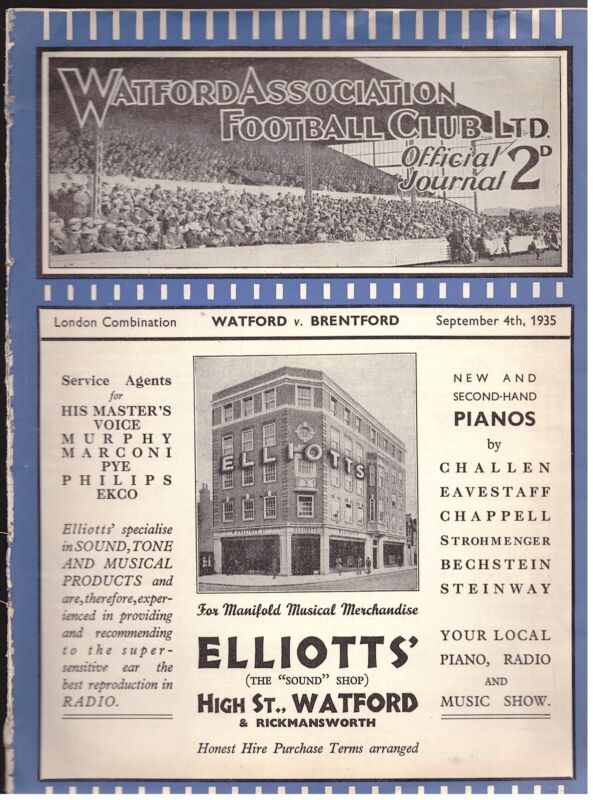 WATFORD ASSOCIATION
FOOTBALL CLUB LTD.
Official
Journal 2D
London Combination WATFORD v. BRENTFORD September 4th, 1935
Service Agents
for
HIS MASTER'S
VOICE
MURPHY
MARCONI
PYE
PHILIPS
EKCO
Elliotts' specialise
in SOUND, TONE
AND MUSICAL
PRODUCTS and
are, therefore, exper-
ienced in providing
and recommending
to the super-
sensitive ear the
best reproduction in
RADIO.
ELLIOTTS
ELLIOTTS
For Manifold Musical Merchandise
ELLIOTTS'
(THE "SOUND" SHOP)
HIGH ST., WATFORD
& RICKMANSWORTH
Honest Hire Purchase Terms arranged
NEW AND
SECOND-HAND
PIANOS
by
CHALLEN
EAVESTAFF
CHAPPELL
STROHMENGER
BECHSTEIN
STEINWAY
YOUR LOCAL
PIANO, RADIO
AND
MUSIC SHOW.